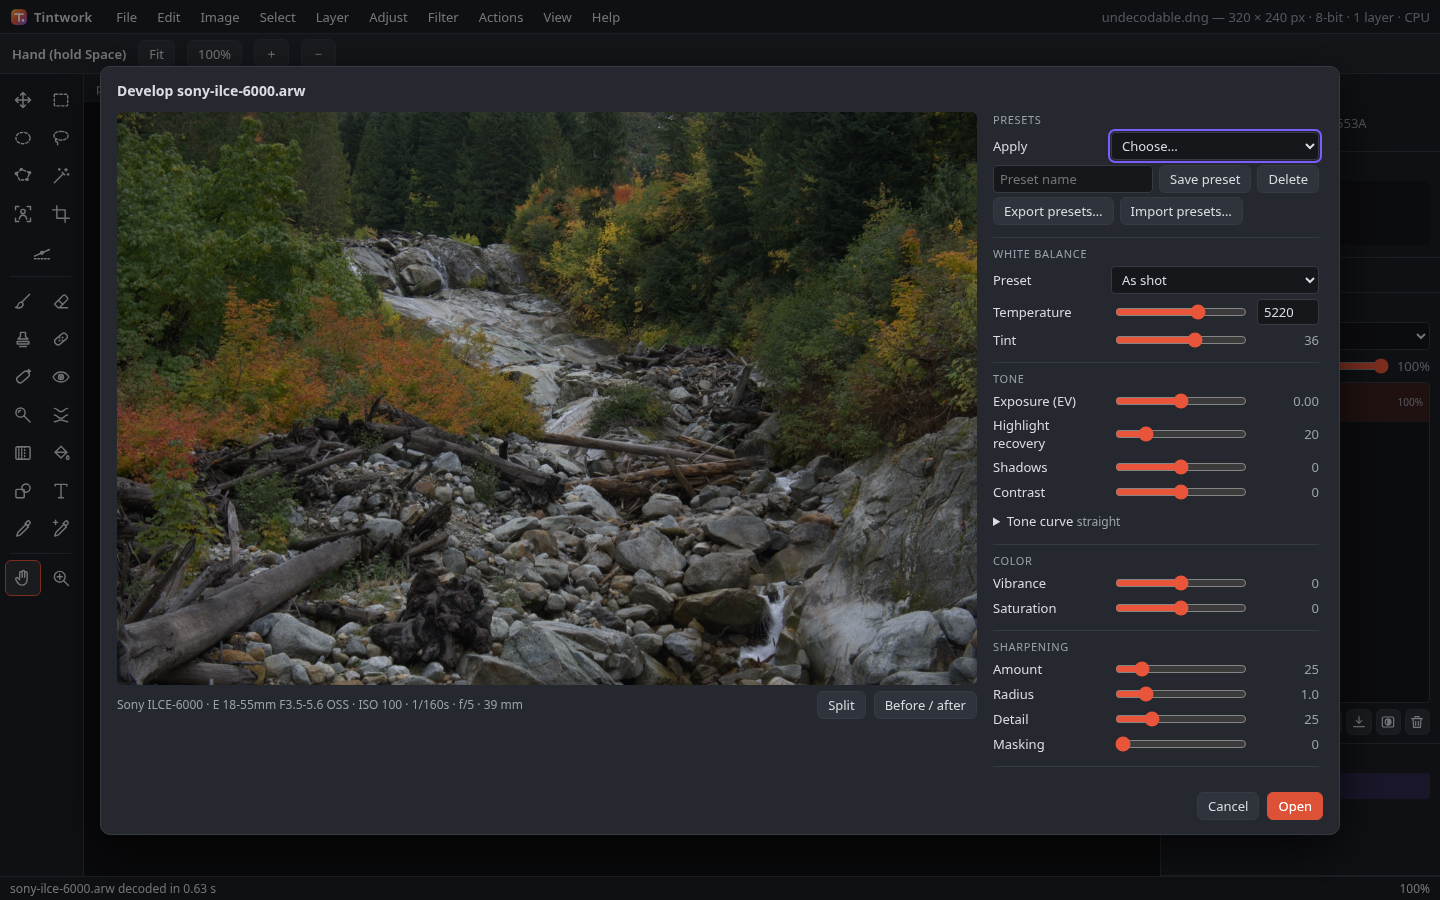 Tintwork File Edit Image Select Layer Adjust Filter Actions View Help undecodable.dng — 320 × 240 px · 8-bit · 1 layer · CPU
Hand (hold Space) Fit 100% + −
Develop sony-ilce-6000.arw
PRESETS
Apply Choose...
Preset name Save preset Delete
Export presets... Import presets...
WHITE BALANCE
Preset As shot
Temperature 5220
Tint 36
TONE
Exposure (EV) 0.00
Highlight
recovery 20
Shadows 0
Contrast 0
Tone curve straight
COLOR
Vibrance 0
Saturation 0
SHARPENING
Amount 25
Radius 1.0
Detail 25
Masking 0
Sony ILCE-6000 · E 18-55mm F3.5-5.6 OSS · ISO 100 · 1/160s · f/5 · 39 mm Split Before / after
Cancel Open
553A
100%
100%
sony-ilce-6000.arw decoded in 0.63 s 100%